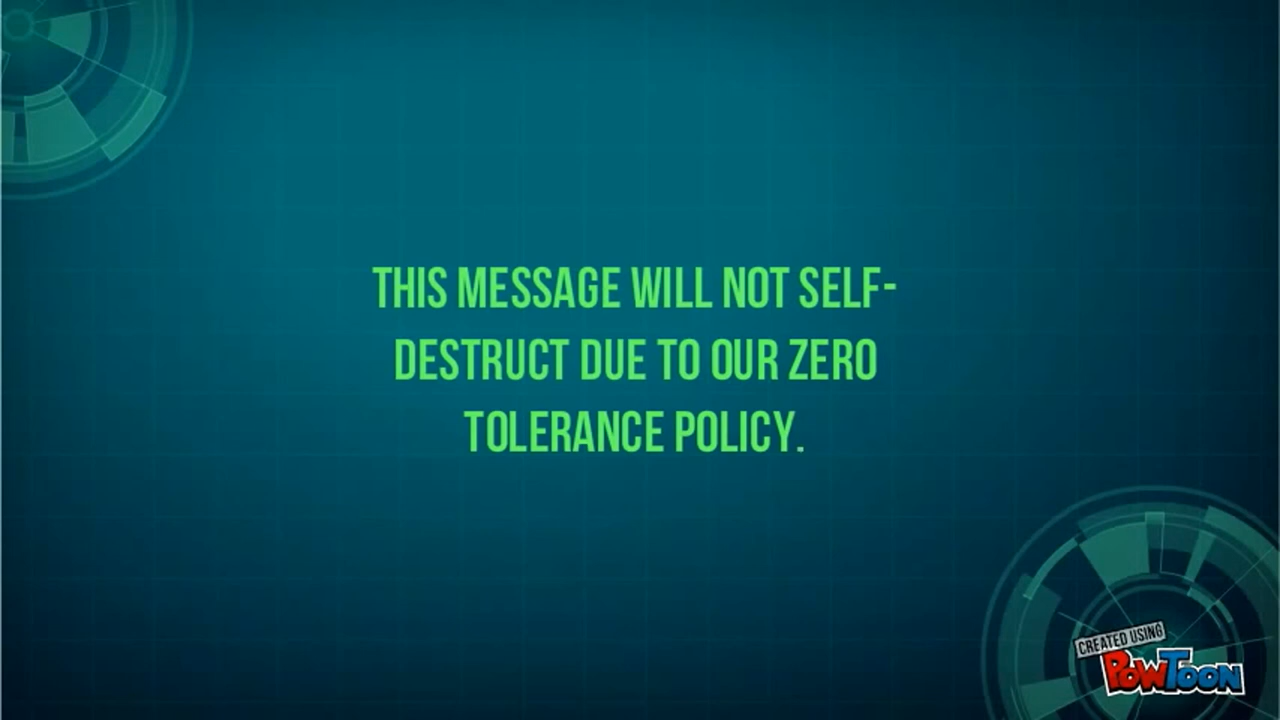 THIS MESSAGE WILL NOT SELF-
DESTRUCT DUE TO OUR ZERO
TOLERANCE POLICY.
CREATED USING
POWTOON